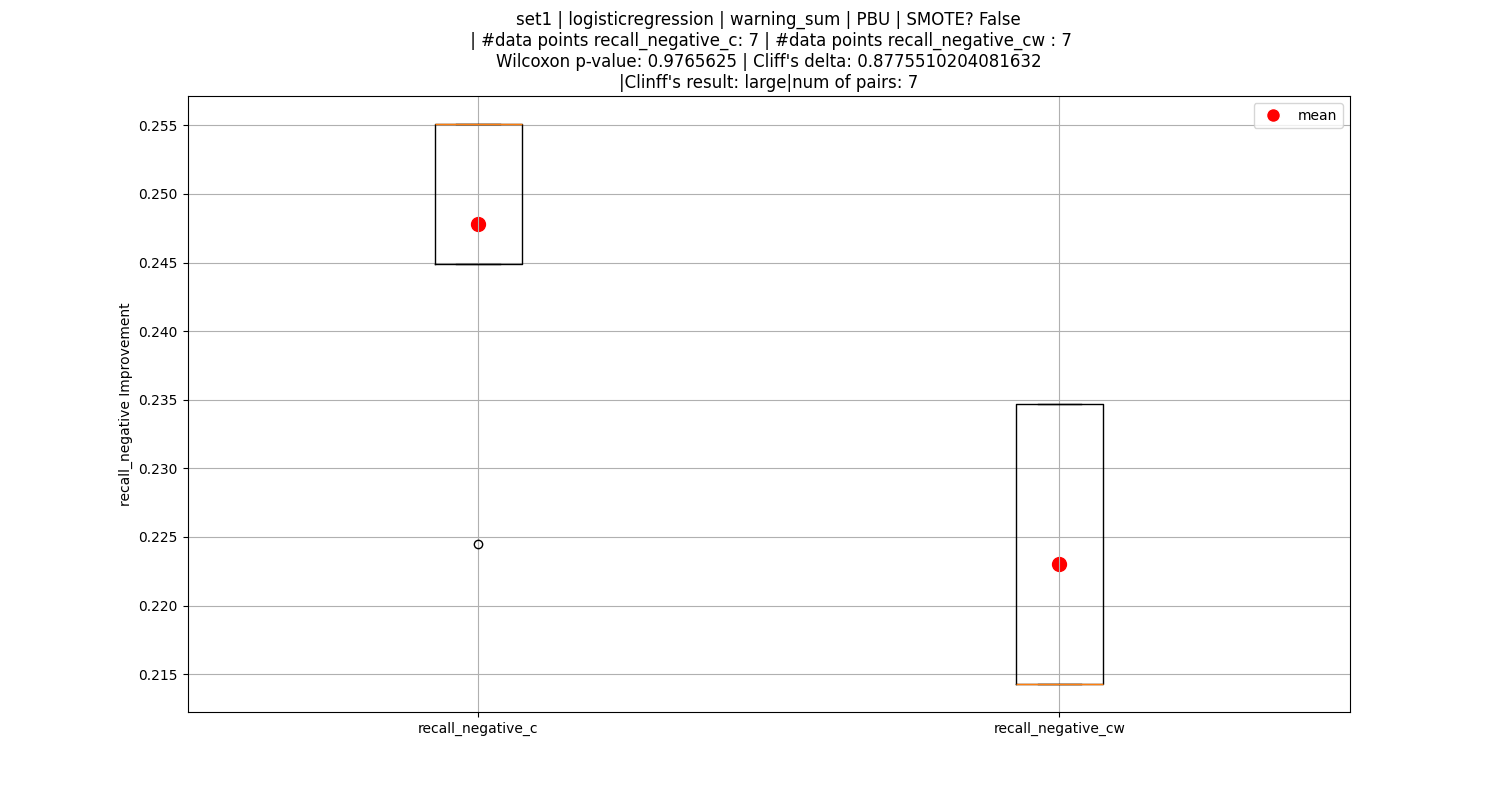 set1 | logisticregression | warning_sum | PBU | SMOTE? False
| #data points recall_negative_c: 7 | #data points recall_negative_cw : 7
Wilcoxon p-value: 0.9765625 | Cliff's delta: 0.8775510204081632
|Clinff's result: large|num of pairs: 7
mean
recall_negative Improvement
0.255
0.250
0.245
0.240
0.235
0.230
0.225
0.220
0.215
recall_negative_c
recall_negative_cw